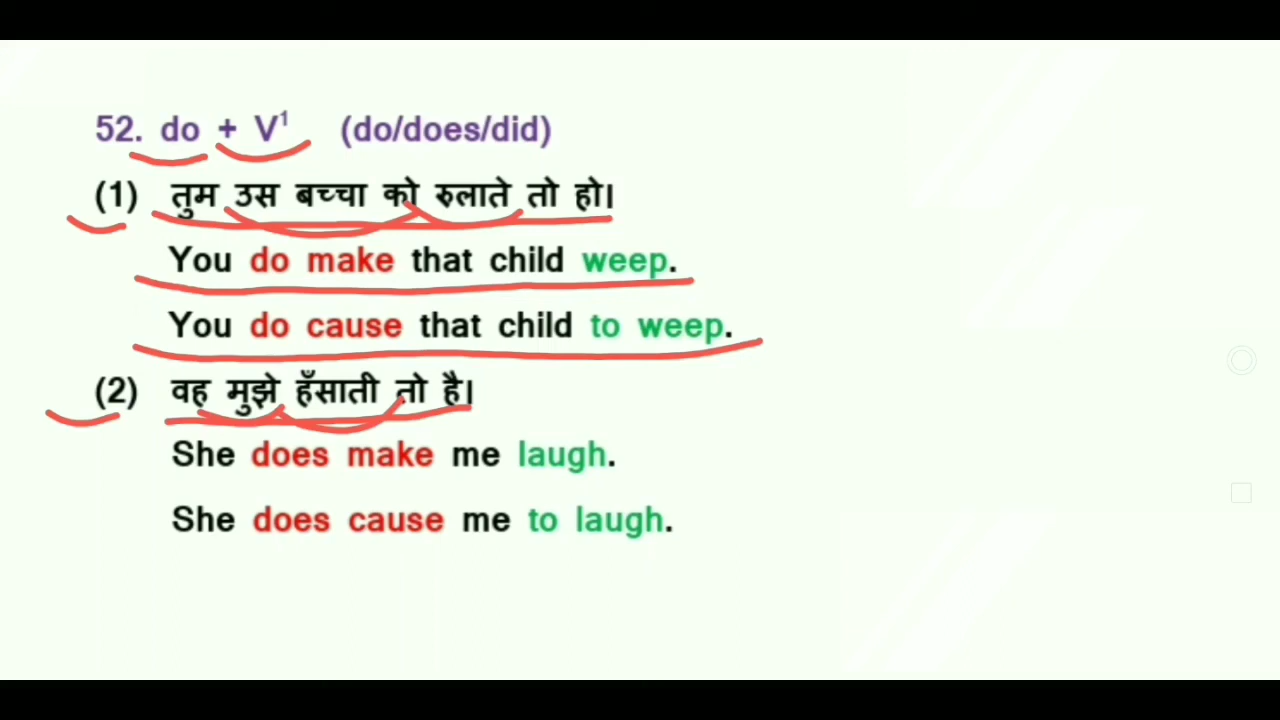 52. do + V¹ (do/does/did)
(1) तुम उस बच्चा को रुलाते तो हो।
You do make that child weep.
You do cause that child to weep.
(2) वह मुझे हँसाती तो है।
She does make me laugh.
She does cause me to laugh.